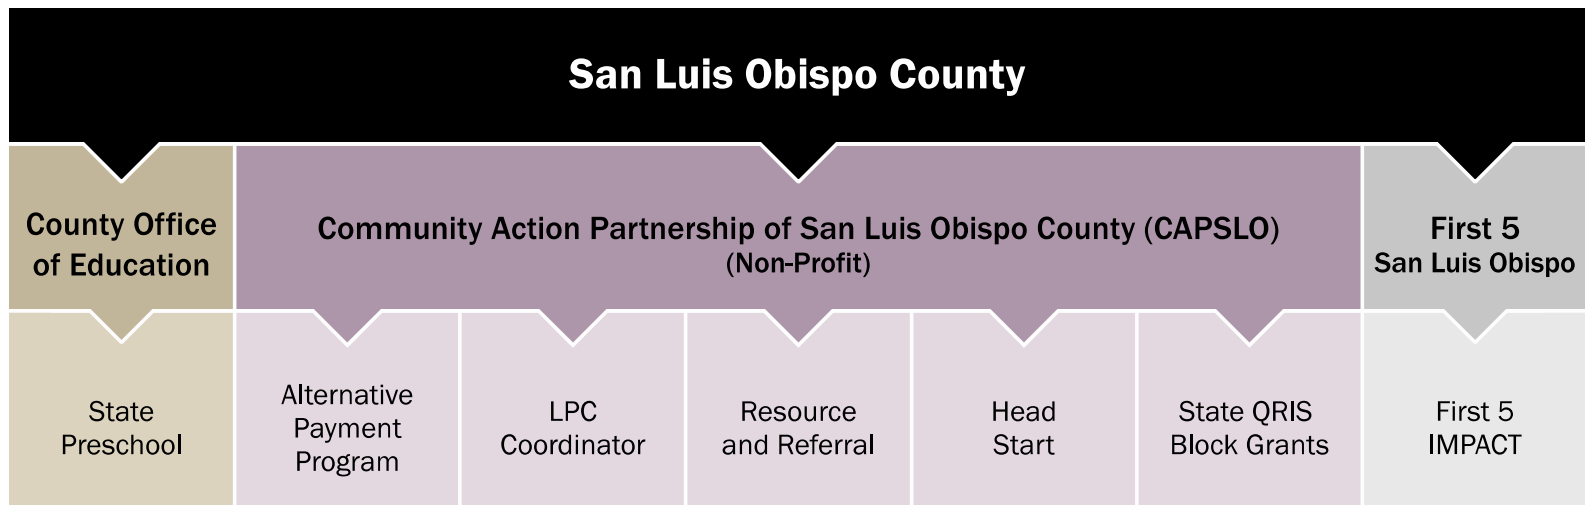 San Luis Obispo County
County Office
of Education
Community Action Partnership of San Luis Obispo County (CAPSLO)
(Non-Profit)
First 5
San Luis Obispo
State
Preschool
Alternative
Payment
Program
LPC
Coordinator
Resource
and Referral
Head
Start
State QRIS
Block Grants
First 5
IMPACT